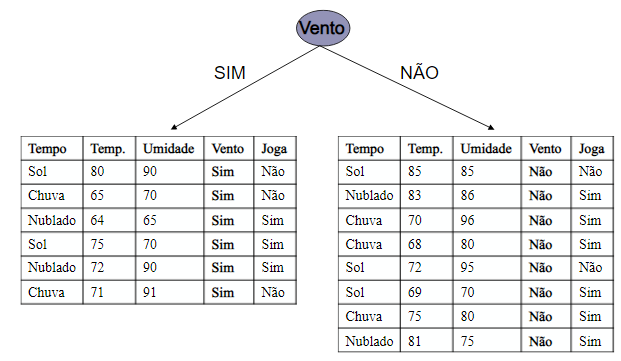 Vento
SIM
NÃO
Tempo Temp. Umidade Vento Joga
Sol 80 90 Sim Não
Chuva 65 70 Sim Não
Nublado 64 65 Sim Sim
Sol 75 70 Sim Sim
Nublado 72 90 Sim Sim
Chuva 71 91 Sim Não
Tempo Temp. Umidade Vento Joga
Sol 85 85 Não Não
Nublado 83 86 Não Sim
Chuva 70 96 Não Sim
Chuva 68 80 Não Sim
Sol 72 95 Não Não
Sol 69 70 Não Sim
Chuva 75 80 Não Sim
Nublado 81 75 Não Sim